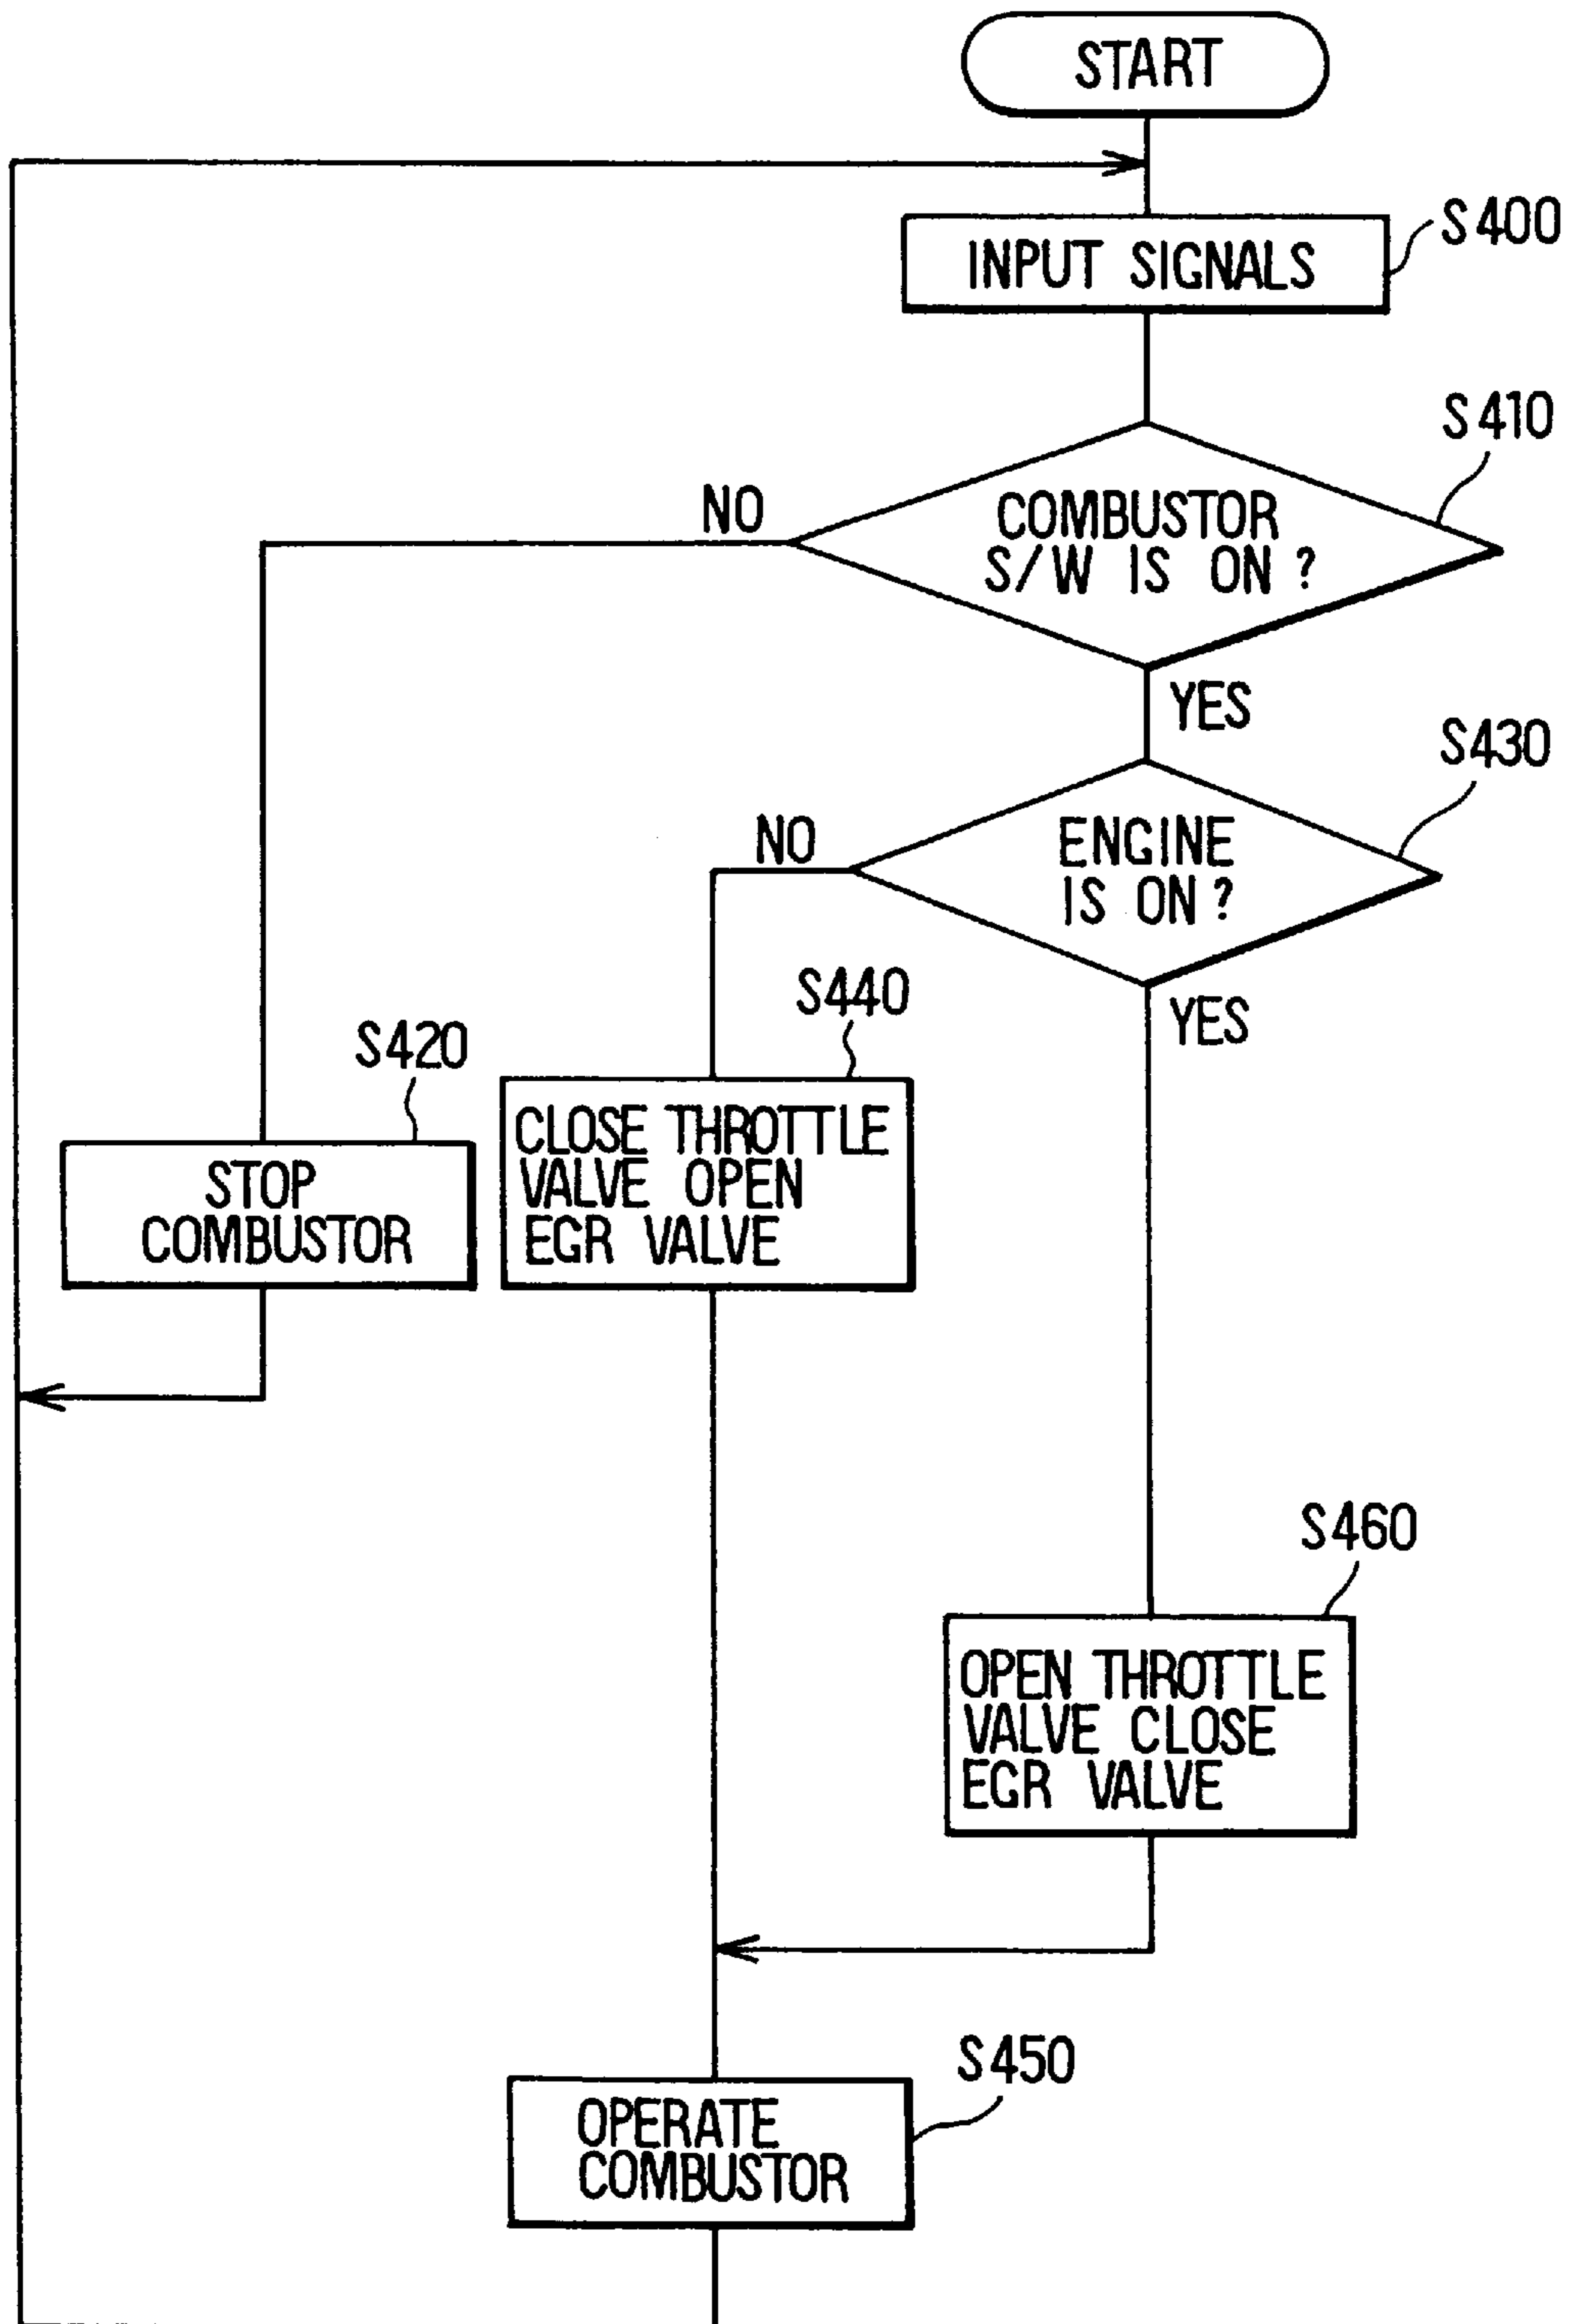 START
INPUT SIGNALS
S400
S410
NO
COMBUSTOR
S/W IS ON ?
YES
S430
NO
ENGINE
IS ON ?
YES
S440
S420
CLOSE THROTTLE
VALVE OPEN
EGR VALVE
STOP
COMBUSTOR
S460
OPEN THROTTLE
VALVE CLOSE
EGR VALVE
S450
OPERATE
COMBUSTOR